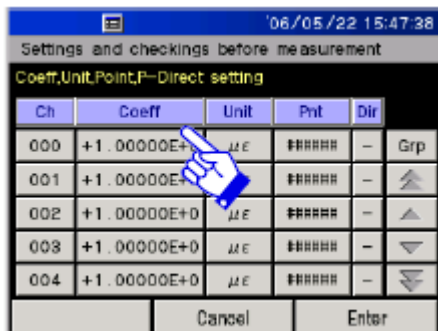 '06/05/22 15:47:38
Settings and checkings before measurement
Coeff,Unit,Point,P-Direct setting
Ch Coeff Unit Pnt Dir
000 +1.00000E+0 με ###### - Grp
001 +1.00000E+0 με ###### -
002 +1.00000E+0 με ###### -
003 +1.00000E+0 με ###### -
004 +1.00000E+0 με ###### -
Cancel Enter